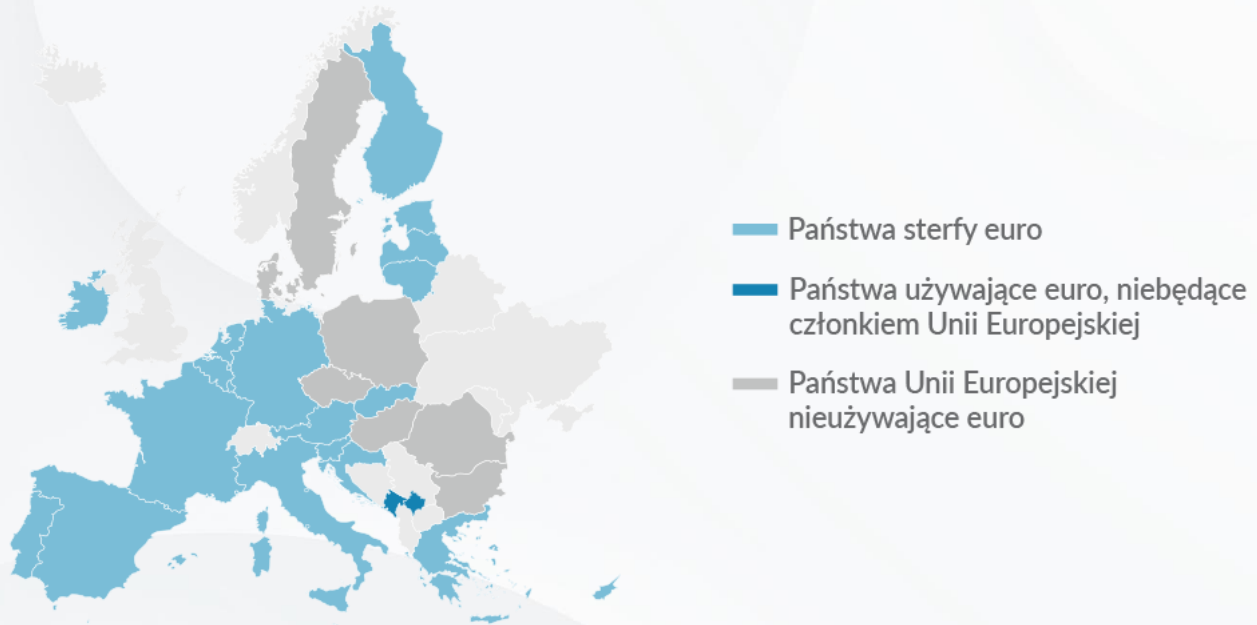 Państwa sterfy euro
Państwa używające euro, niebędące
członkiem Unii Europejskiej
Państwa Unii Europejskiej
nieużywające euro